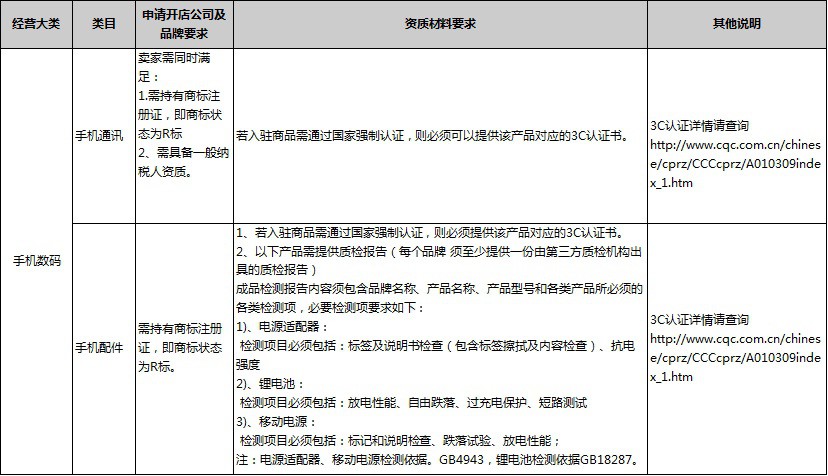 经营大类
类目
申请开店公司及
品牌要求
资质材料要求
其他说明
手机数码
手机通讯
卖家需同时满
足：
1.需持有商标注
册证，即商标状
态为R标
2、需具备一般纳
税人资质。
若入驻商品需通过国家强制认证，则必须可以提供该产品对应的3C认证书。
3C认证详情请查询
http://www.cqc.com.cn/chines
e/cprz/CCCcprz/A010309inde
x_1.htm
手机配件
需持有商标注册
证，即商标状态
为R标。
1、若入驻商品需通过国家强制认证，则必须提供该产品对应的3C认证书。
2、以下产品需提供质检报告（每个品牌 须至少提供一份由第三方质检机构出
具的质检报告）
成品检测报告内容须包含品牌名称、产品名称、产品型号和各类产品所必须的
各类检测项，必要检测项要求如下：
1)、电源适配器：
检测项目必须包括：标签及说明书检查（包含标签擦拭及内容检查）、抗电
强度
2)、锂电池：
检测项目必须包括：放电性能、自由跌落、过充电保护、短路测试
3)、移动电源：
检测项目必须包括：标记和说明检查、跌落试验、放电性能；
注：电源适配器、移动电源检测依据。GB4943，锂电池检测依据GB18287。
3C认证详情请查询
http://www.cqc.com.cn/chines
e/cprz/CCCcprz/A010309inde
x_1.htm